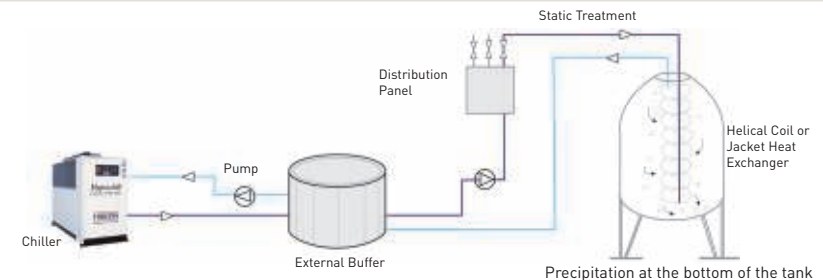 Static Treatment
Distribution
Panel
Helical Coil or
Jacket Heat
Exchanger
Pump
Chiller
External Buffer
Precipitation at the bottom of the tank